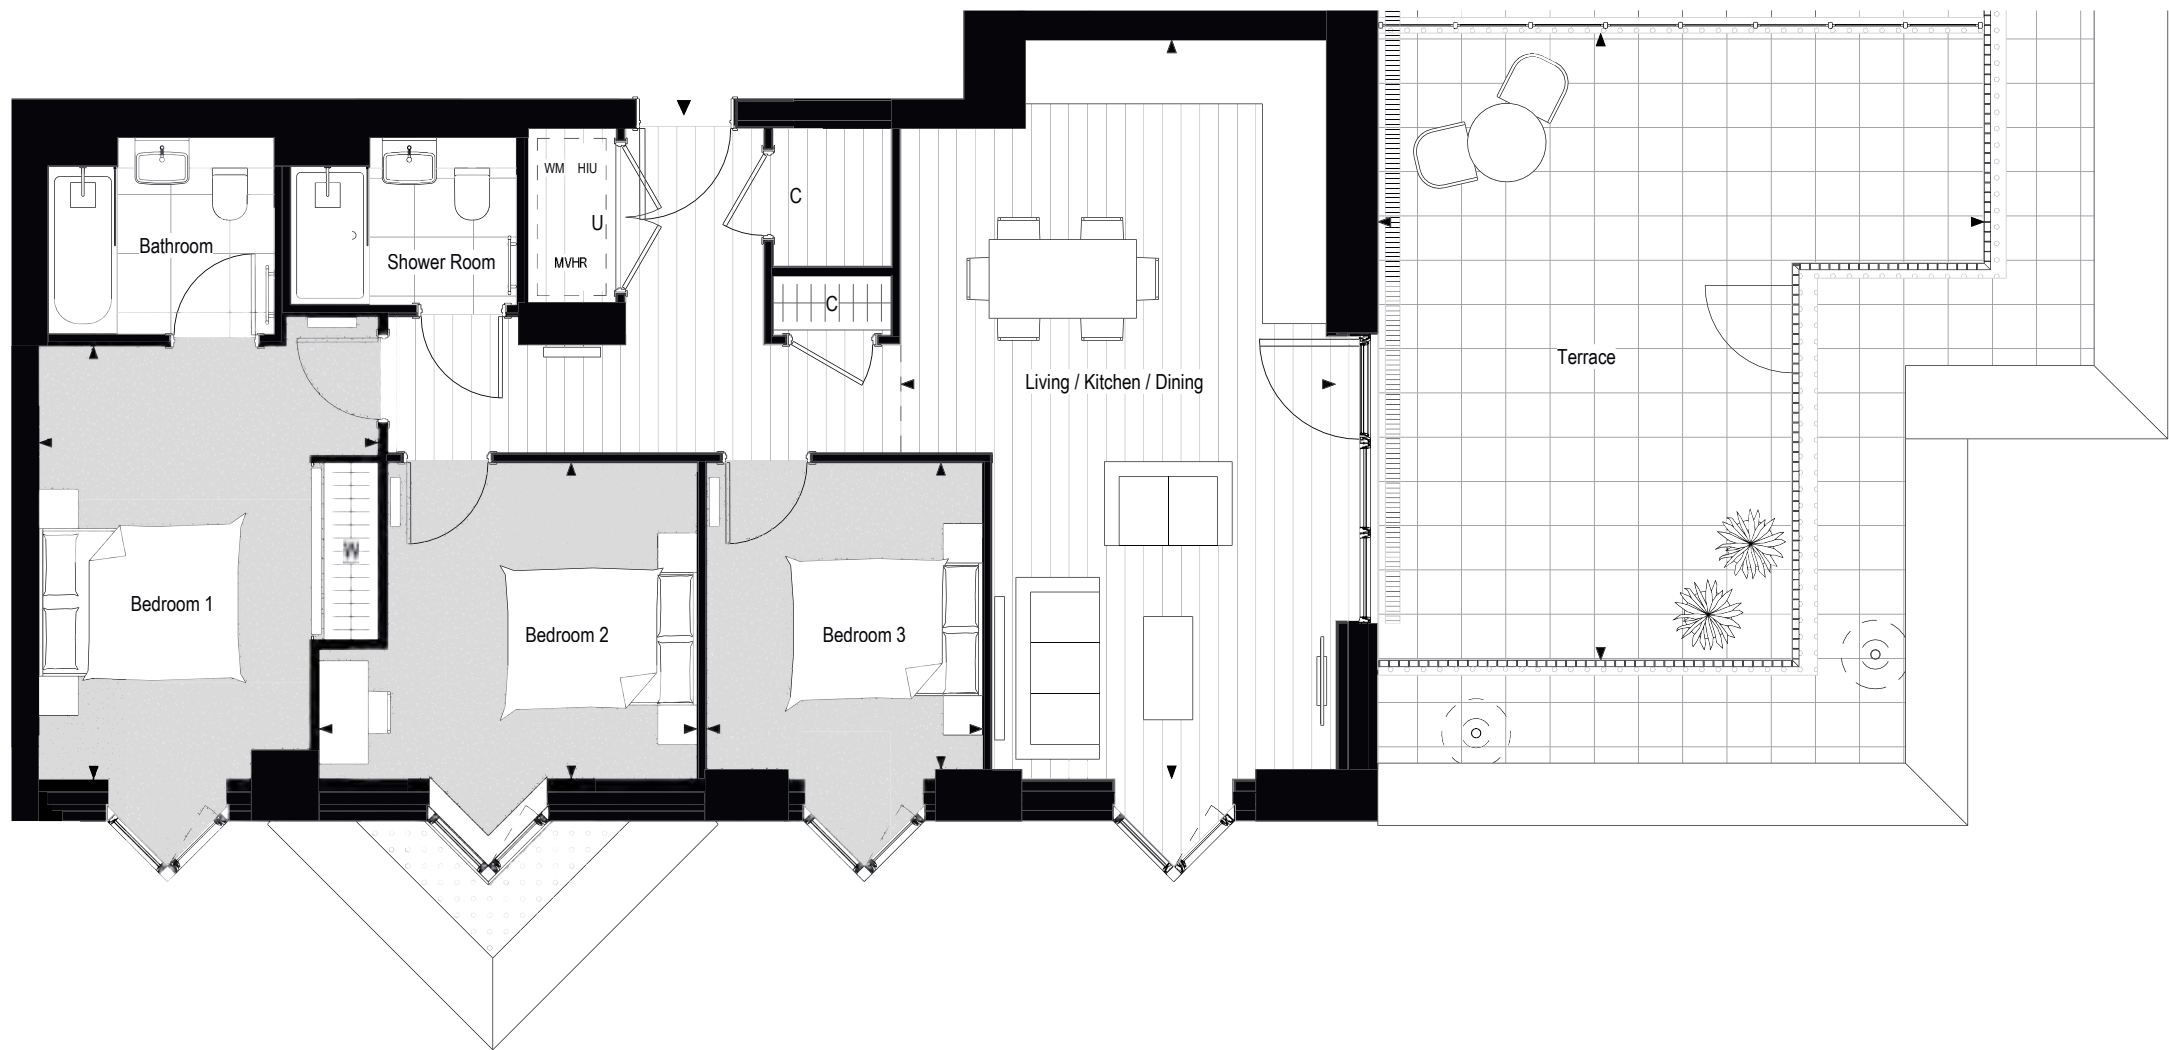 WM HIU
U
MVHR
C
C
Bathroom
Shower Room
Living / Kitchen / Dining
Terrace
W
Bedroom 1
Bedroom 2
Bedroom 3